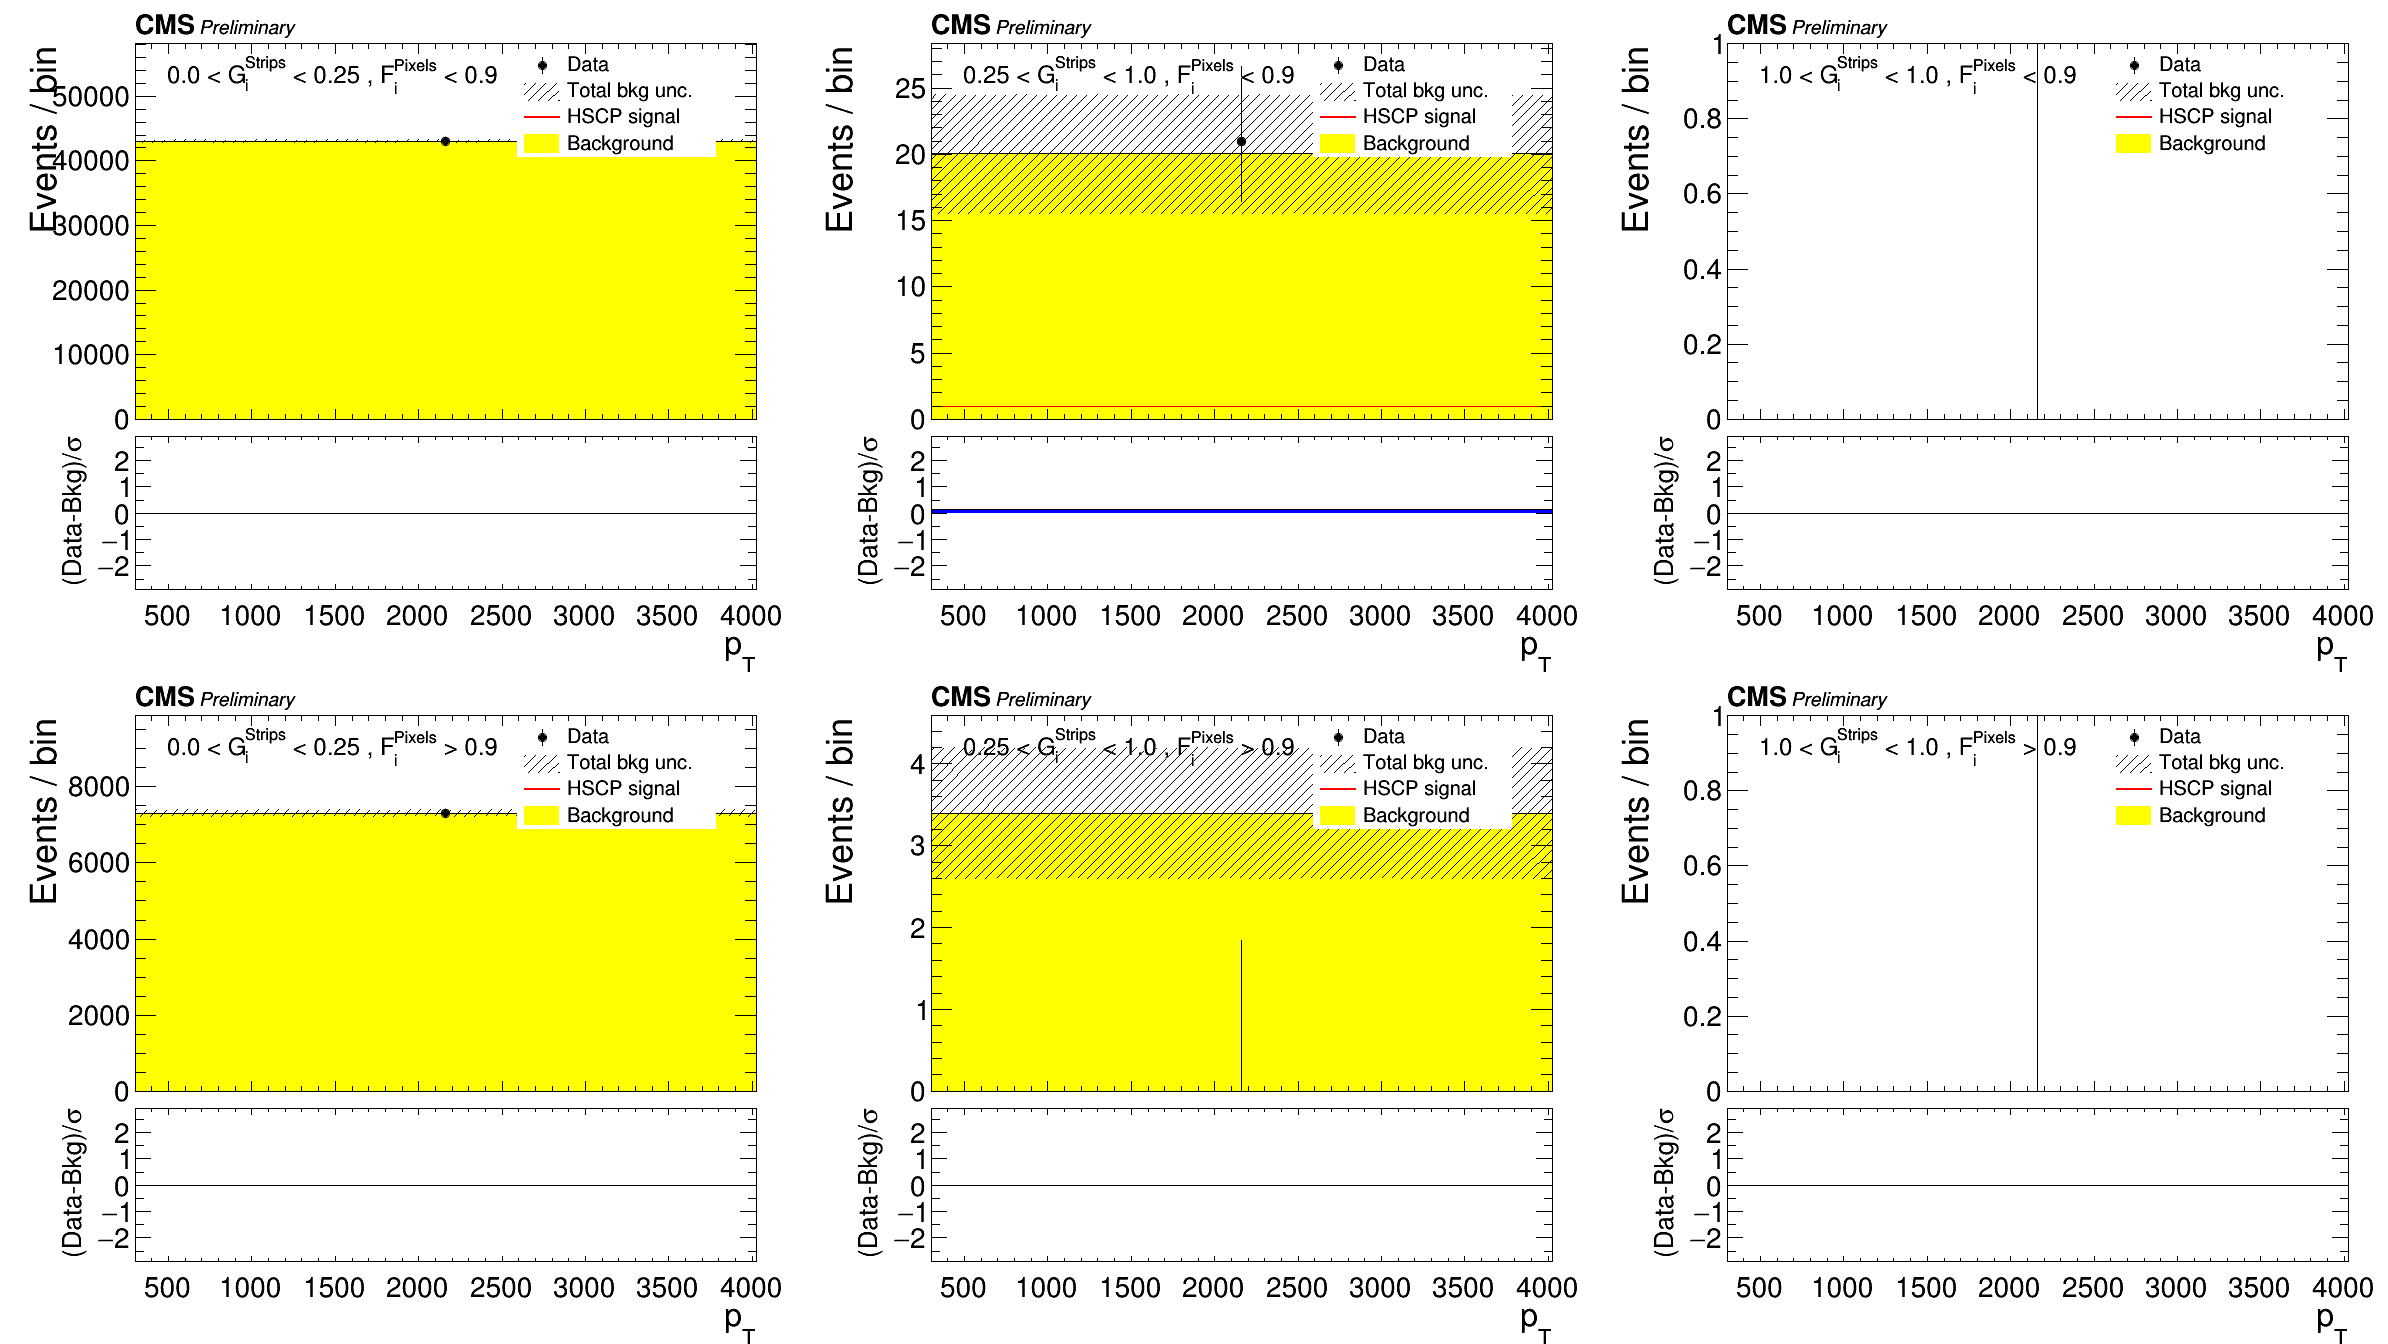 CMS Preliminary
0.0 < G_i^Strips < 0.25 , F_i^Pixels < 0.9
Data
Total bkg unc.
HSCP signal
Background
Events / bin
50000
40000
30000
20000
10000
0
(Data-Bkg)/σ
2
1
0
−1
−2
500 1000 1500 2000 2500 3000 3500 4000
p_T
CMS Preliminary
0.25 < G_i^Strips < 1.0 , F_i^Pixels < 0.9
Data
Total bkg unc.
HSCP signal
Background
Events / bin
25
20
15
10
5
0
(Data-Bkg)/σ
2
1
0
−1
−2
500 1000 1500 2000 2500 3000 3500 4000
p_T
CMS Preliminary
1.0 < G_i^Strips < 1.0 , F_i^Pixels < 0.9
Data
Total bkg unc.
HSCP signal
Background
Events / bin
1
0.8
0.6
0.4
0.2
0
(Data-Bkg)/σ
2
1
0
−1
−2
500 1000 1500 2000 2500 3000 3500 4000
p_T
CMS Preliminary
0.0 < G_i^Strips < 0.25 , F_i^Pixels > 0.9
Data
Total bkg unc.
HSCP signal
Background
Events / bin
8000
6000
4000
2000
0
(Data-Bkg)/σ
2
1
0
−1
−2
500 1000 1500 2000 2500 3000 3500 4000
p_T
CMS Preliminary
0.25 < G_i^Strips < 1.0 , F_i^Pixels > 0.9
Data
Total bkg unc.
HSCP signal
Background
Events / bin
4
3
2
1
0
(Data-Bkg)/σ
2
1
0
−1
−2
500 1000 1500 2000 2500 3000 3500 4000
p_T
CMS Preliminary
1.0 < G_i^Strips < 1.0 , F_i^Pixels > 0.9
Data
Total bkg unc.
HSCP signal
Background
Events / bin
1
0.8
0.6
0.4
0.2
0
(Data-Bkg)/σ
2
1
0
−1
−2
500 1000 1500 2000 2500 3000 3500 4000
p_T